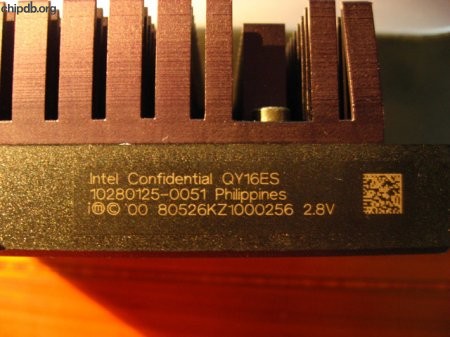 chipdb.org
Intel Confidential QY16ES
10280125-0051 Philippines
i ⓜ © '00 80526KZ1000256 2.8V